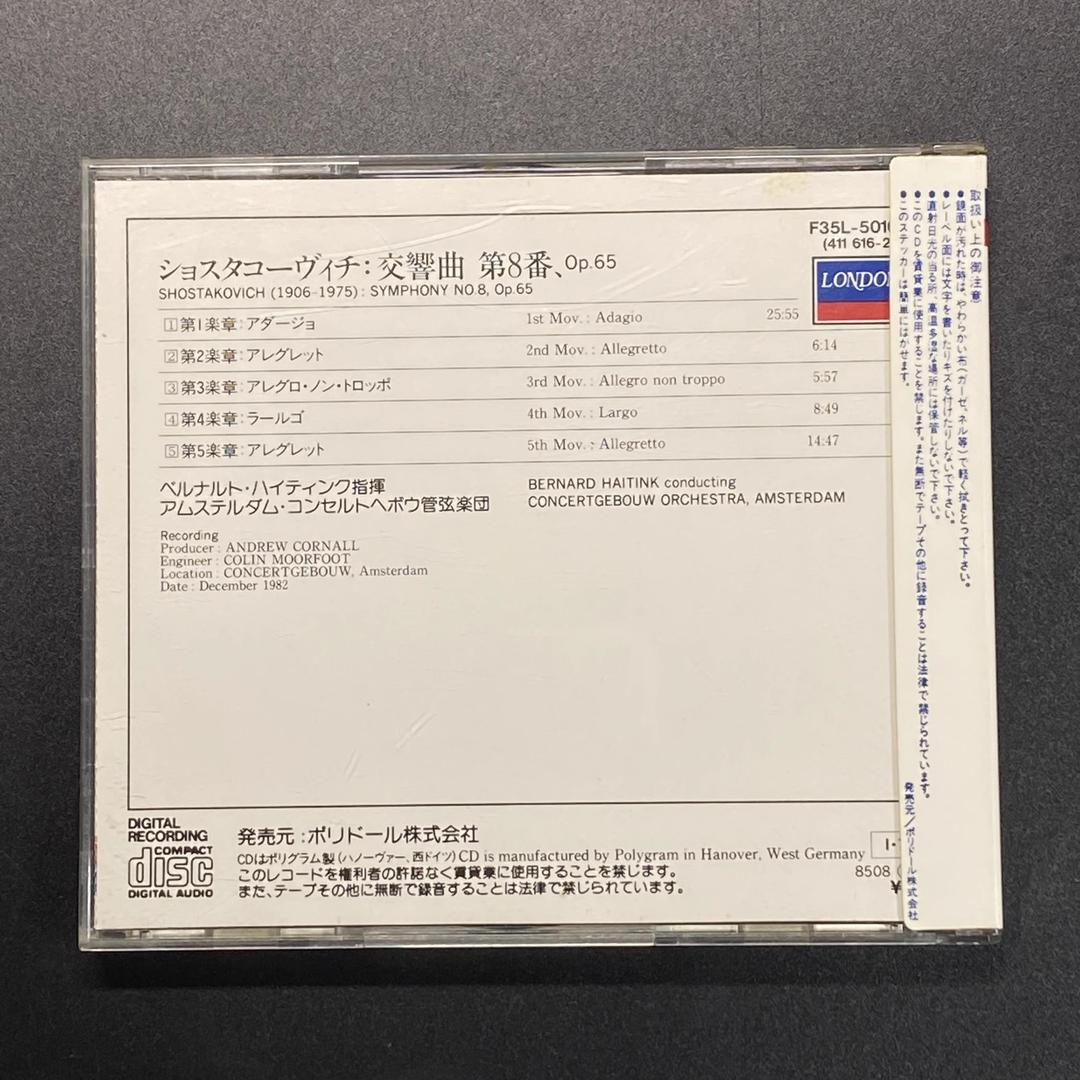 F35L-501
(411 616-2
LONDON
ショスタコーヴィチ：交響曲 第8番、Op.65
SHOSTAKOVICH (1906-1975) : SYMPHONY NO.8, Op.65
1 第1楽章：アダージョ 1st Mov. : Adagio 25:55
2 第2楽章：アレグレット 2nd Mov. : Allegretto 6:14
3 第3楽章：アレグロ・ノン・トロッポ 3rd Mov. : Allegro non troppo 5:57
4 第4楽章：ラールゴ 4th Mov. : Largo 8:49
5 第5楽章：アレグレット 5th Mov. : Allegretto 14:47
ベルナルト・ハイティンク指揮 BERNARD HAITINK conducting
アムステルダム・コンセルトヘボウ管弦楽団 CONCERTGEBOUW ORCHESTRA, AMSTERDAM
Recording
Producer : ANDREW CORNALL
Engineer : COLIN MOORFOOT
Location : CONCERTGEBOUW, Amsterdam
Date : December 1982
DIGITAL
RECORDING
COMPACT
disc
DIGITAL AUDIO
発売元：ポリドール株式会社
CDはポリグラム製（ハノーヴァー、西ドイツ）CD is manufactured by Polygram in Hanover, West Germany
このレコードを権利者の許諾なく賃貸業に使用することを禁じます。
また、テープその他に無断で録音することは法律で禁じられています。
8508
¥
取扱い上の御注意
●鏡面が汚れた時は、やわらかい布（ガーゼ、ネル等）で軽く拭きとって下さい。
●レーベル面には文字を書いたりキズを付けたりしないで下さい。
●直射日光の当る所、高温多湿な場所には保管しないで下さい。
●このCDを賃貸業に使用することを禁じます。また無断でテープその他に録音することは法律で禁じられています。
●このステッカーは簡単にはがせます。
発売元／ポリドール株式会社